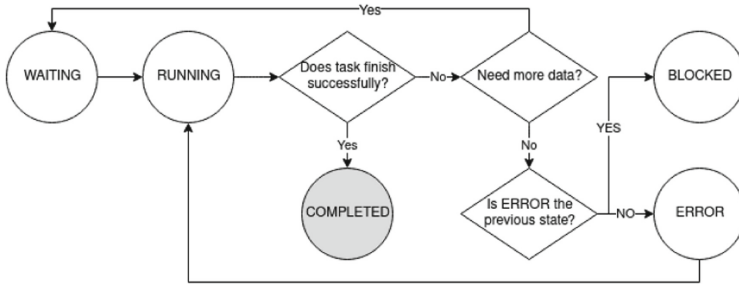 Yes
WAITING
RUNNING
Does task finish
successfully?
No
Need more data?
BLOCKED
Yes
No
YES
COMPLETED
Is ERROR the
previous state?
NO
ERROR